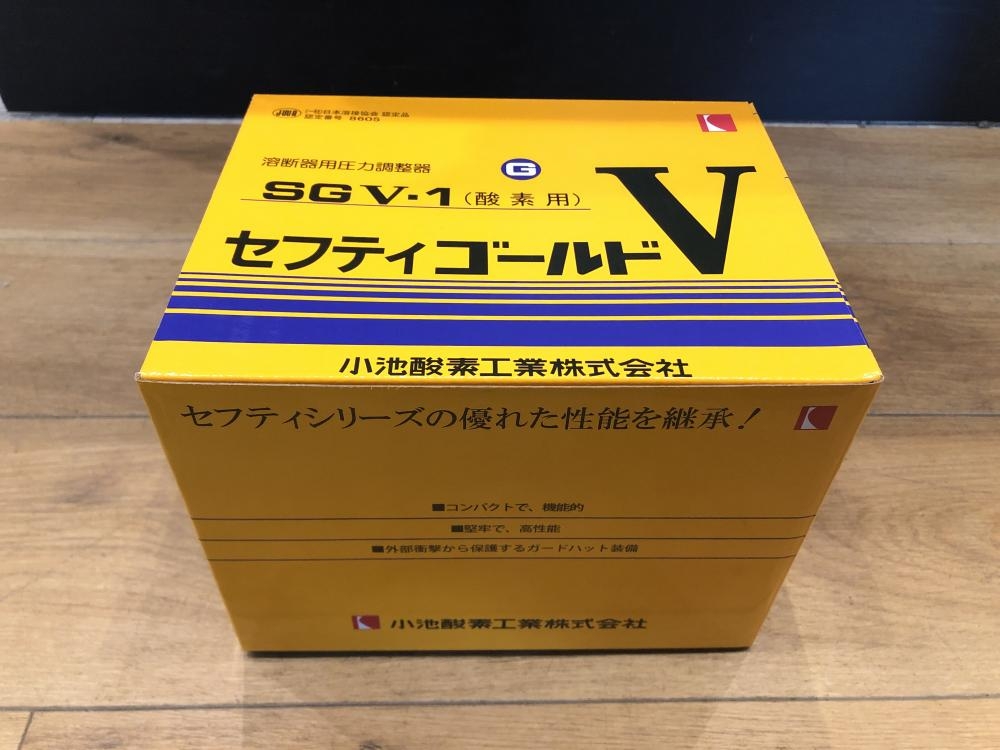 JWA (一社)日本溶接協会 認定品
認定番号 8605
溶断器用圧力調整器
G
SGV-1(酸素用)
セフティゴールドV
小池酸素工業株式会社
セフティシリーズの優れた性能を継承!
■コンパクトで、機能的
■堅牢で、高性能
■外部衝撃から保護するガードハット装備
小池酸素工業株式会社